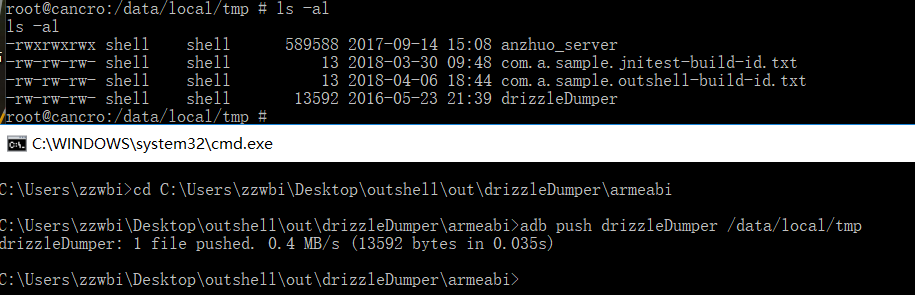 root@cancro:/data/local/tmp # ls -al
ls -al
-rwxrwxrwx shell    shell      589588 2017-09-14 15:08 anzhuo_server
-rw-rw-rw- shell    shell          13 2018-03-30 09:48 com.a.sample.jnitest-build-id.txt
-rw-rw-rw- shell    shell          13 2018-04-06 18:44 com.a.sample.outshell-build-id.txt
-rw-rw-rw- shell    shell       13592 2016-05-23 21:39 drizzleDumper
root@cancro:/data/local/tmp #
C:\WINDOWS\system32\cmd.exe
C:\Users\zzwbi>cd C:\Users\zzwbi\Desktop\outshell\out\drizzleDumper\armeabi
C:\Users\zzwbi\Desktop\outshell\out\drizzleDumper\armeabi>adb push drizzleDumper /data/local/tmp
drizzleDumper: 1 file pushed. 0.4 MB/s (13592 bytes in 0.035s)
C:\Users\zzwbi\Desktop\outshell\out\drizzleDumper\armeabi>